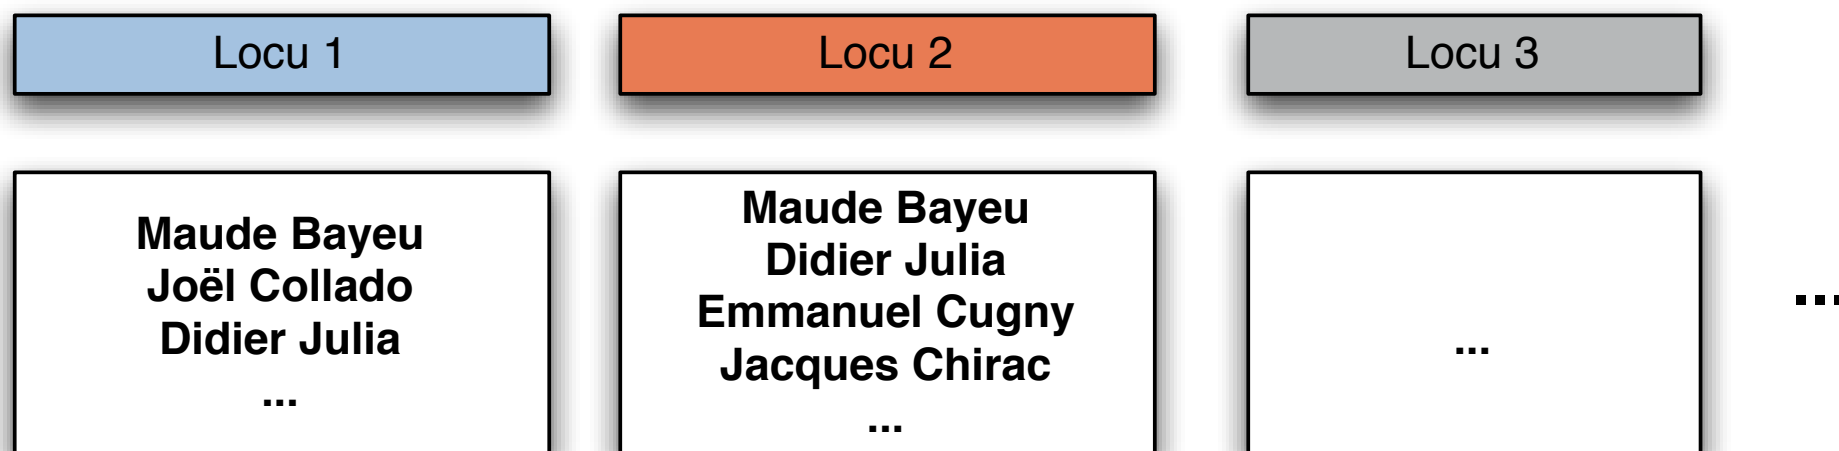 Locu 1
Locu 2
Locu 3
Maude Bayeu
Joël Collado
Didier Julia
...
Maude Bayeu
Didier Julia
Emmanuel Cugny
Jacques Chirac
...
...
...